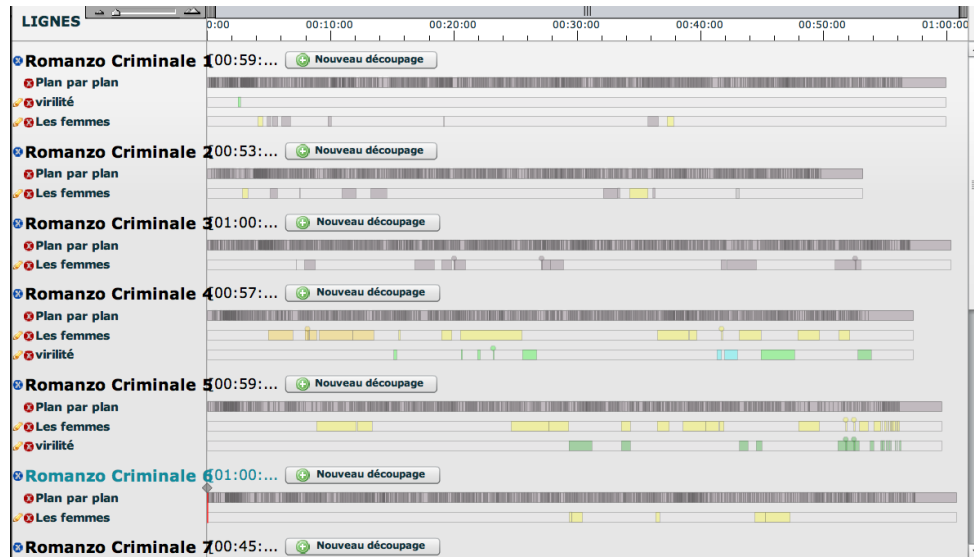 LIGNES
0:00 00:10:00 00:20:00 00:30:00 00:40:00 00:50:00 01:00:00
Romanzo Criminale 1 00:59:... Nouveau découpage
Plan par plan
virilité
Les femmes
Romanzo Criminale 2 00:53:... Nouveau découpage
Plan par plan
Les femmes
Romanzo Criminale 3 01:00:... Nouveau découpage
Plan par plan
Les femmes
Romanzo Criminale 4 00:57:... Nouveau découpage
Plan par plan
Les femmes
virilité
Romanzo Criminale 5 00:59:... Nouveau découpage
Plan par plan
Les femmes
virilité
Romanzo Criminale 6 01:00:... Nouveau découpage
Plan par plan
Les femmes
Romanzo Criminale 7 00:45:... Nouveau découpage